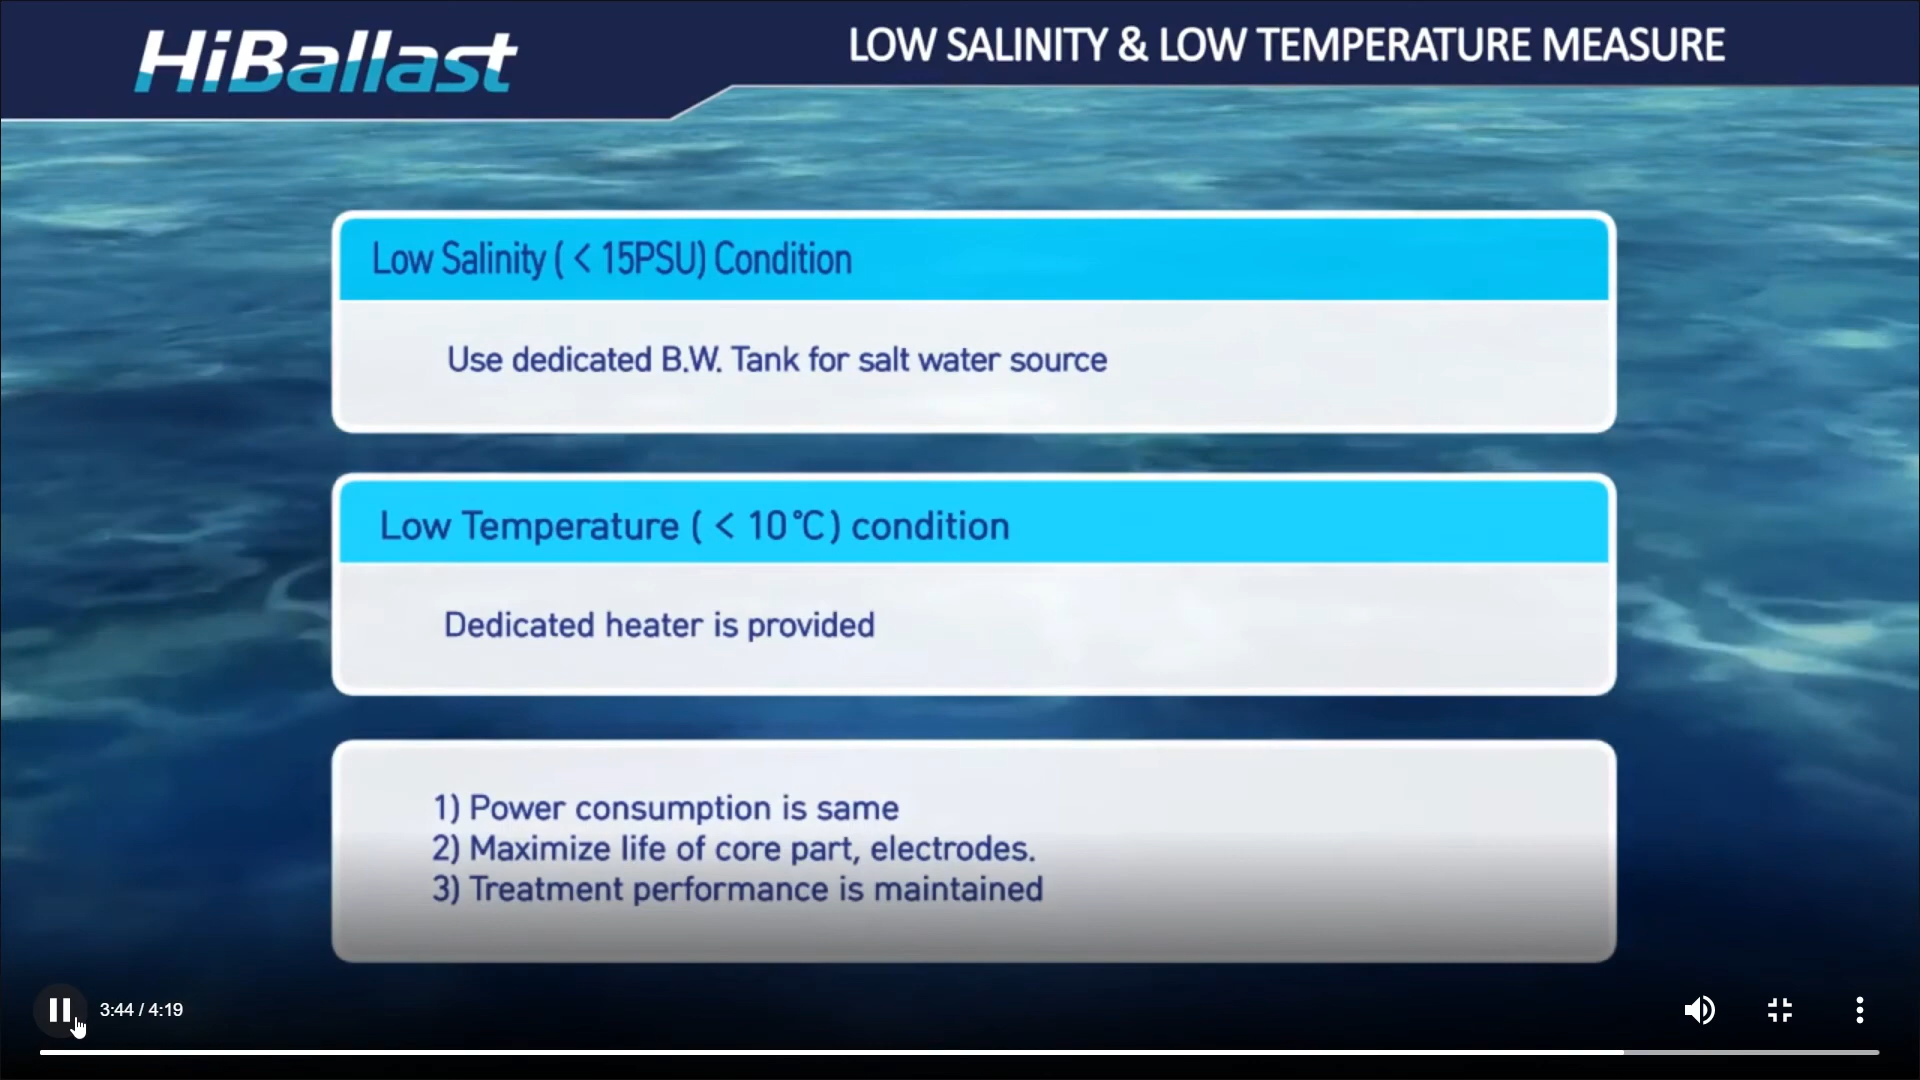 HiBallast
LOW SALINITY & LOW TEMPERATURE MEASURE
Low Salinity ( < 15PSU) Condition
Use dedicated B.W. Tank for salt water source
Low Temperature ( < 10℃) condition
Dedicated heater is provided
1) Power consumption is same
2) Maximize life of core part, electrodes.
3) Treatment performance is maintained
3:44 / 4:19